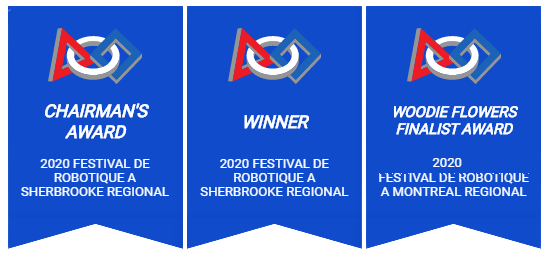 CHAIRMAN'S
AWARD
2020 FESTIVAL DE
ROBOTIQUE A
SHERBROOKE REGIONAL
WINNER
2020 FESTIVAL DE
ROBOTIQUE A
SHERBROOKE REGIONAL
WOODIE FLOWERS
FINALIST AWARD
2020
FESTIVAL DE ROBOTIQUE
A MONTREAL REGIONAL